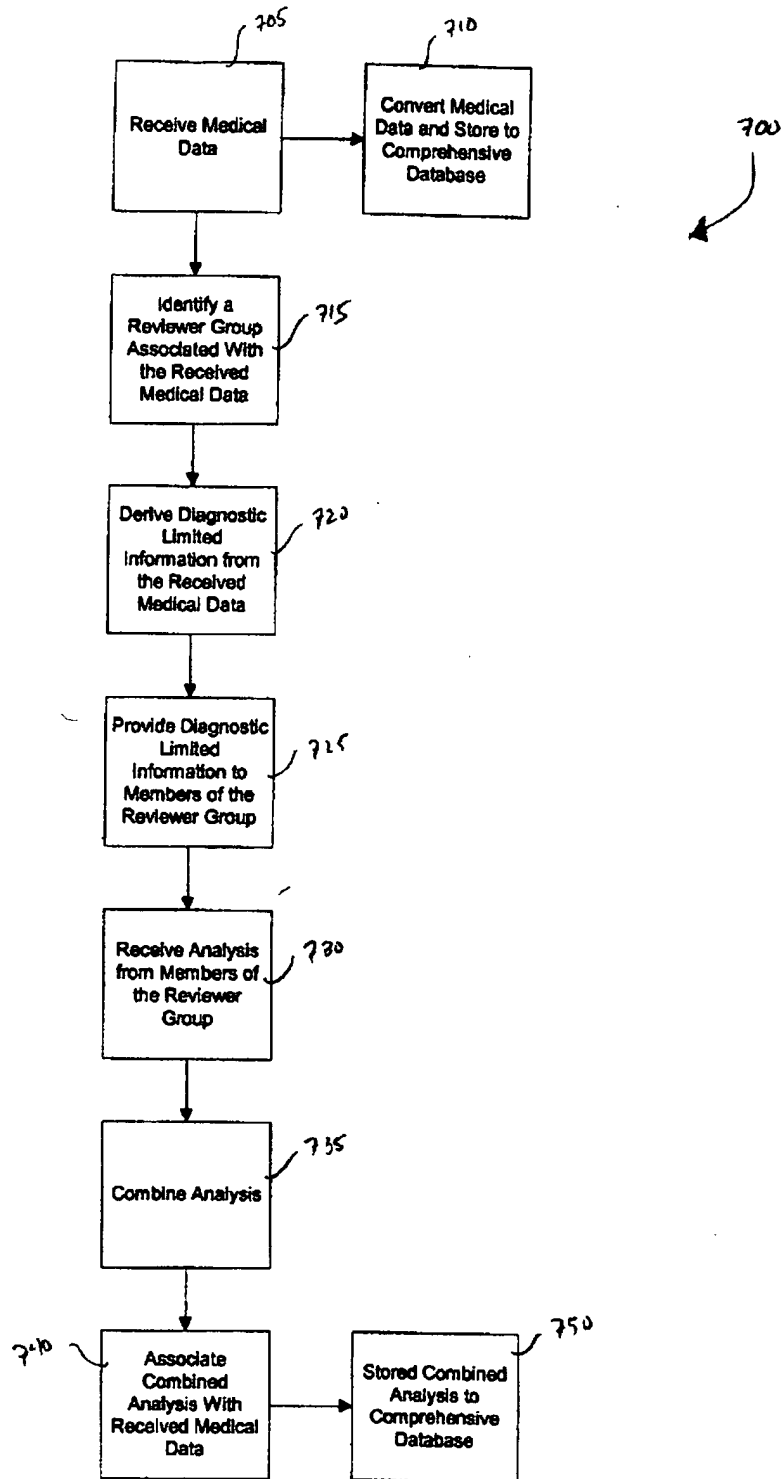 705
710
Receive Medical
Data
Convert Medical
Data and Store to
Comprehensive
Database
700
Identify a
Reviewer Group
Associated With
the Received
Medical Data
715
Derive Diagnostic
Limited
Information from
the Received
Medical Data
720
Provide Diagnostic
Limited
Information to
Members of the
Reviewer Group
725
Receive Analysis
from Members of
the Reviewer
Group
730
735
Combine Analysis
740
Associate
Combined
Analysis With
Received Medical
Data
750
Stored Combined
Analysis to
Comprehensive
Database